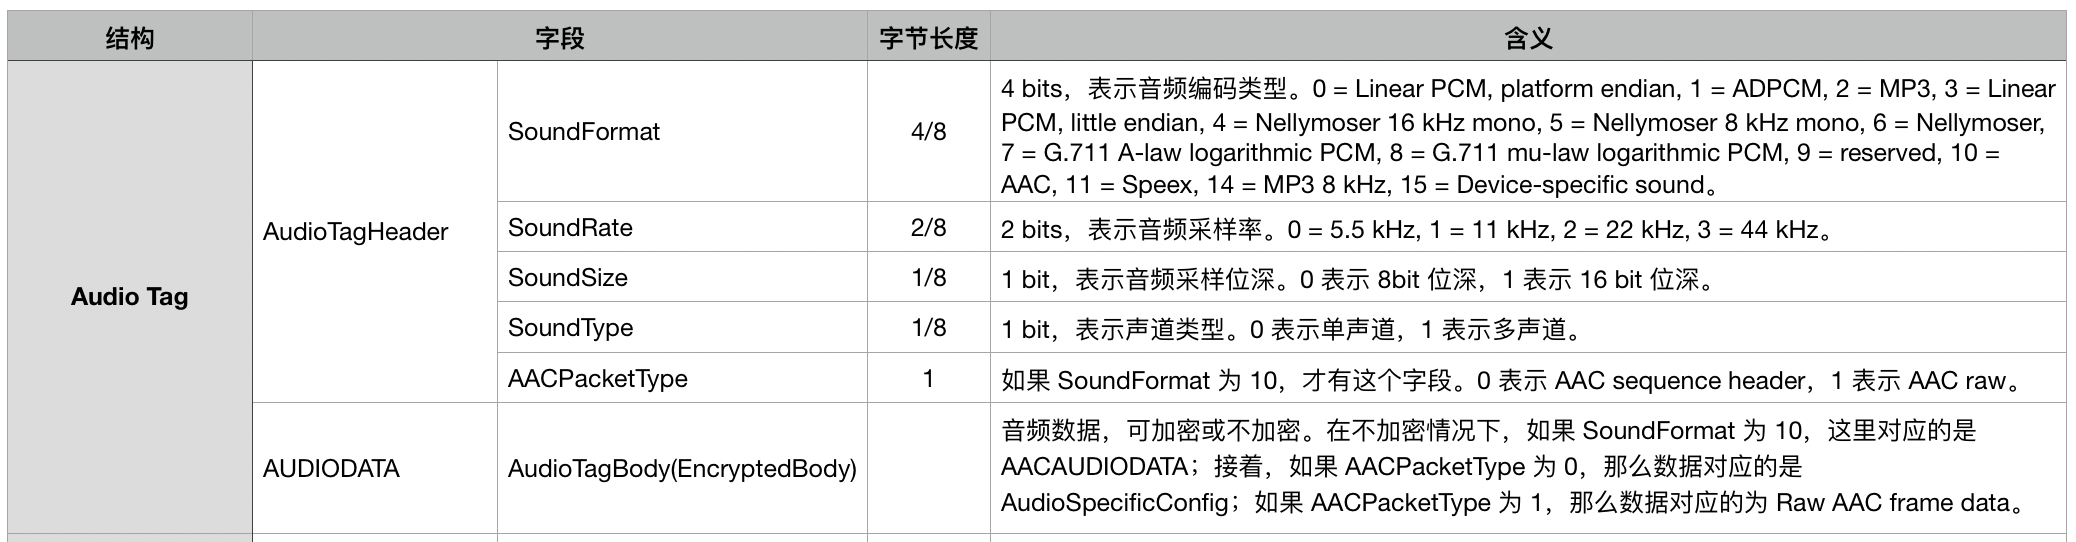 结构 字段 字节长度 含义
Audio Tag
AudioTagHeader
SoundFormat 4/8
4 bits，表示音频编码类型。0 = Linear PCM, platform endian, 1 = ADPCM, 2 = MP3, 3 = Linear
PCM, little endian, 4 = Nellymoser 16 kHz mono, 5 = Nellymoser 8 kHz mono, 6 = Nellymoser,
7 = G.711 A-law logarithmic PCM, 8 = G.711 mu-law logarithmic PCM, 9 = reserved, 10 =
AAC, 11 = Speex, 14 = MP3 8 kHz, 15 = Device-specific sound。
SoundRate 2/8 2 bits，表示音频采样率。0 = 5.5 kHz, 1 = 11 kHz, 2 = 22 kHz, 3 = 44 kHz。
SoundSize 1/8 1 bit，表示音频采样位深。0 表示 8bit 位深，1 表示 16 bit 位深。
SoundType 1/8 1 bit，表示声道类型。0 表示单声道，1 表示多声道。
AACPacketType 1 如果 SoundFormat 为 10，才有这个字段。0 表示 AAC sequence header，1 表示 AAC raw。
AUDIODATA AudioTagBody(EncryptedBody)
音频数据，可加密或不加密。在不加密情况下，如果 SoundFormat 为 10，这里对应的是
AACAUDIODATA；接着，如果 AACPacketType 为 0，那么数据对应的是
AudioSpecificConfig；如果 AACPacketType 为 1，那么数据对应的为 Raw AAC frame data。